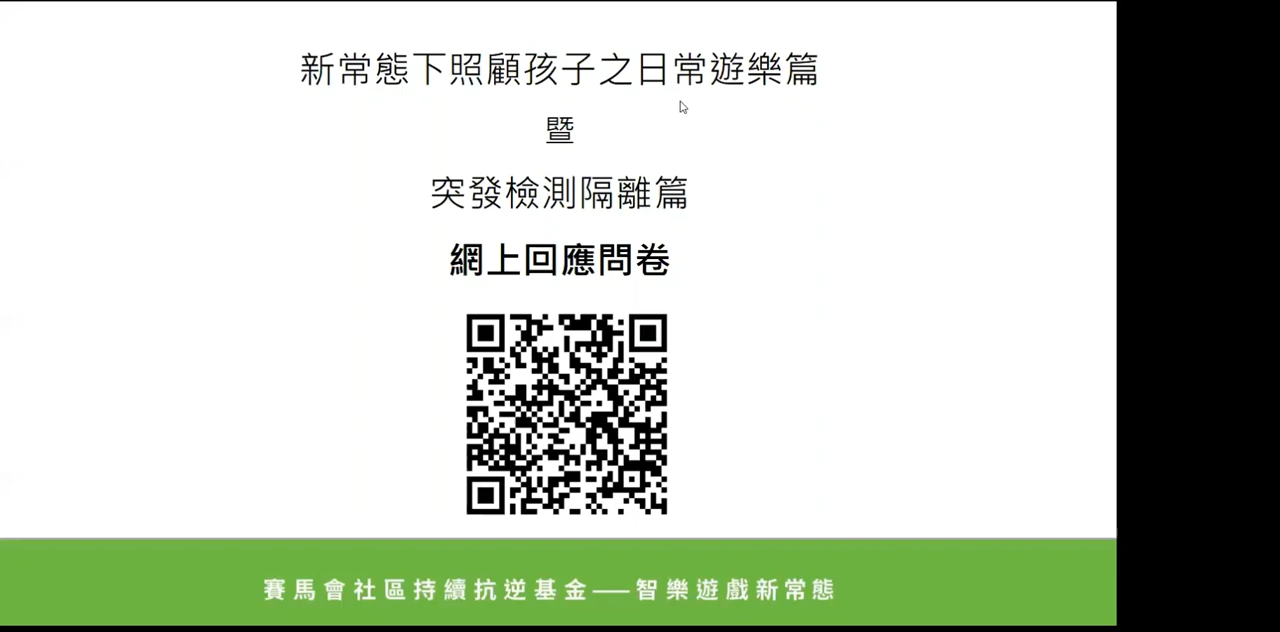 新常態下照顧孩子之日常遊樂篇
暨
突發檢測隔離篇
網上回應問卷
賽馬會社區持續抗逆基金——智樂遊戲新常態